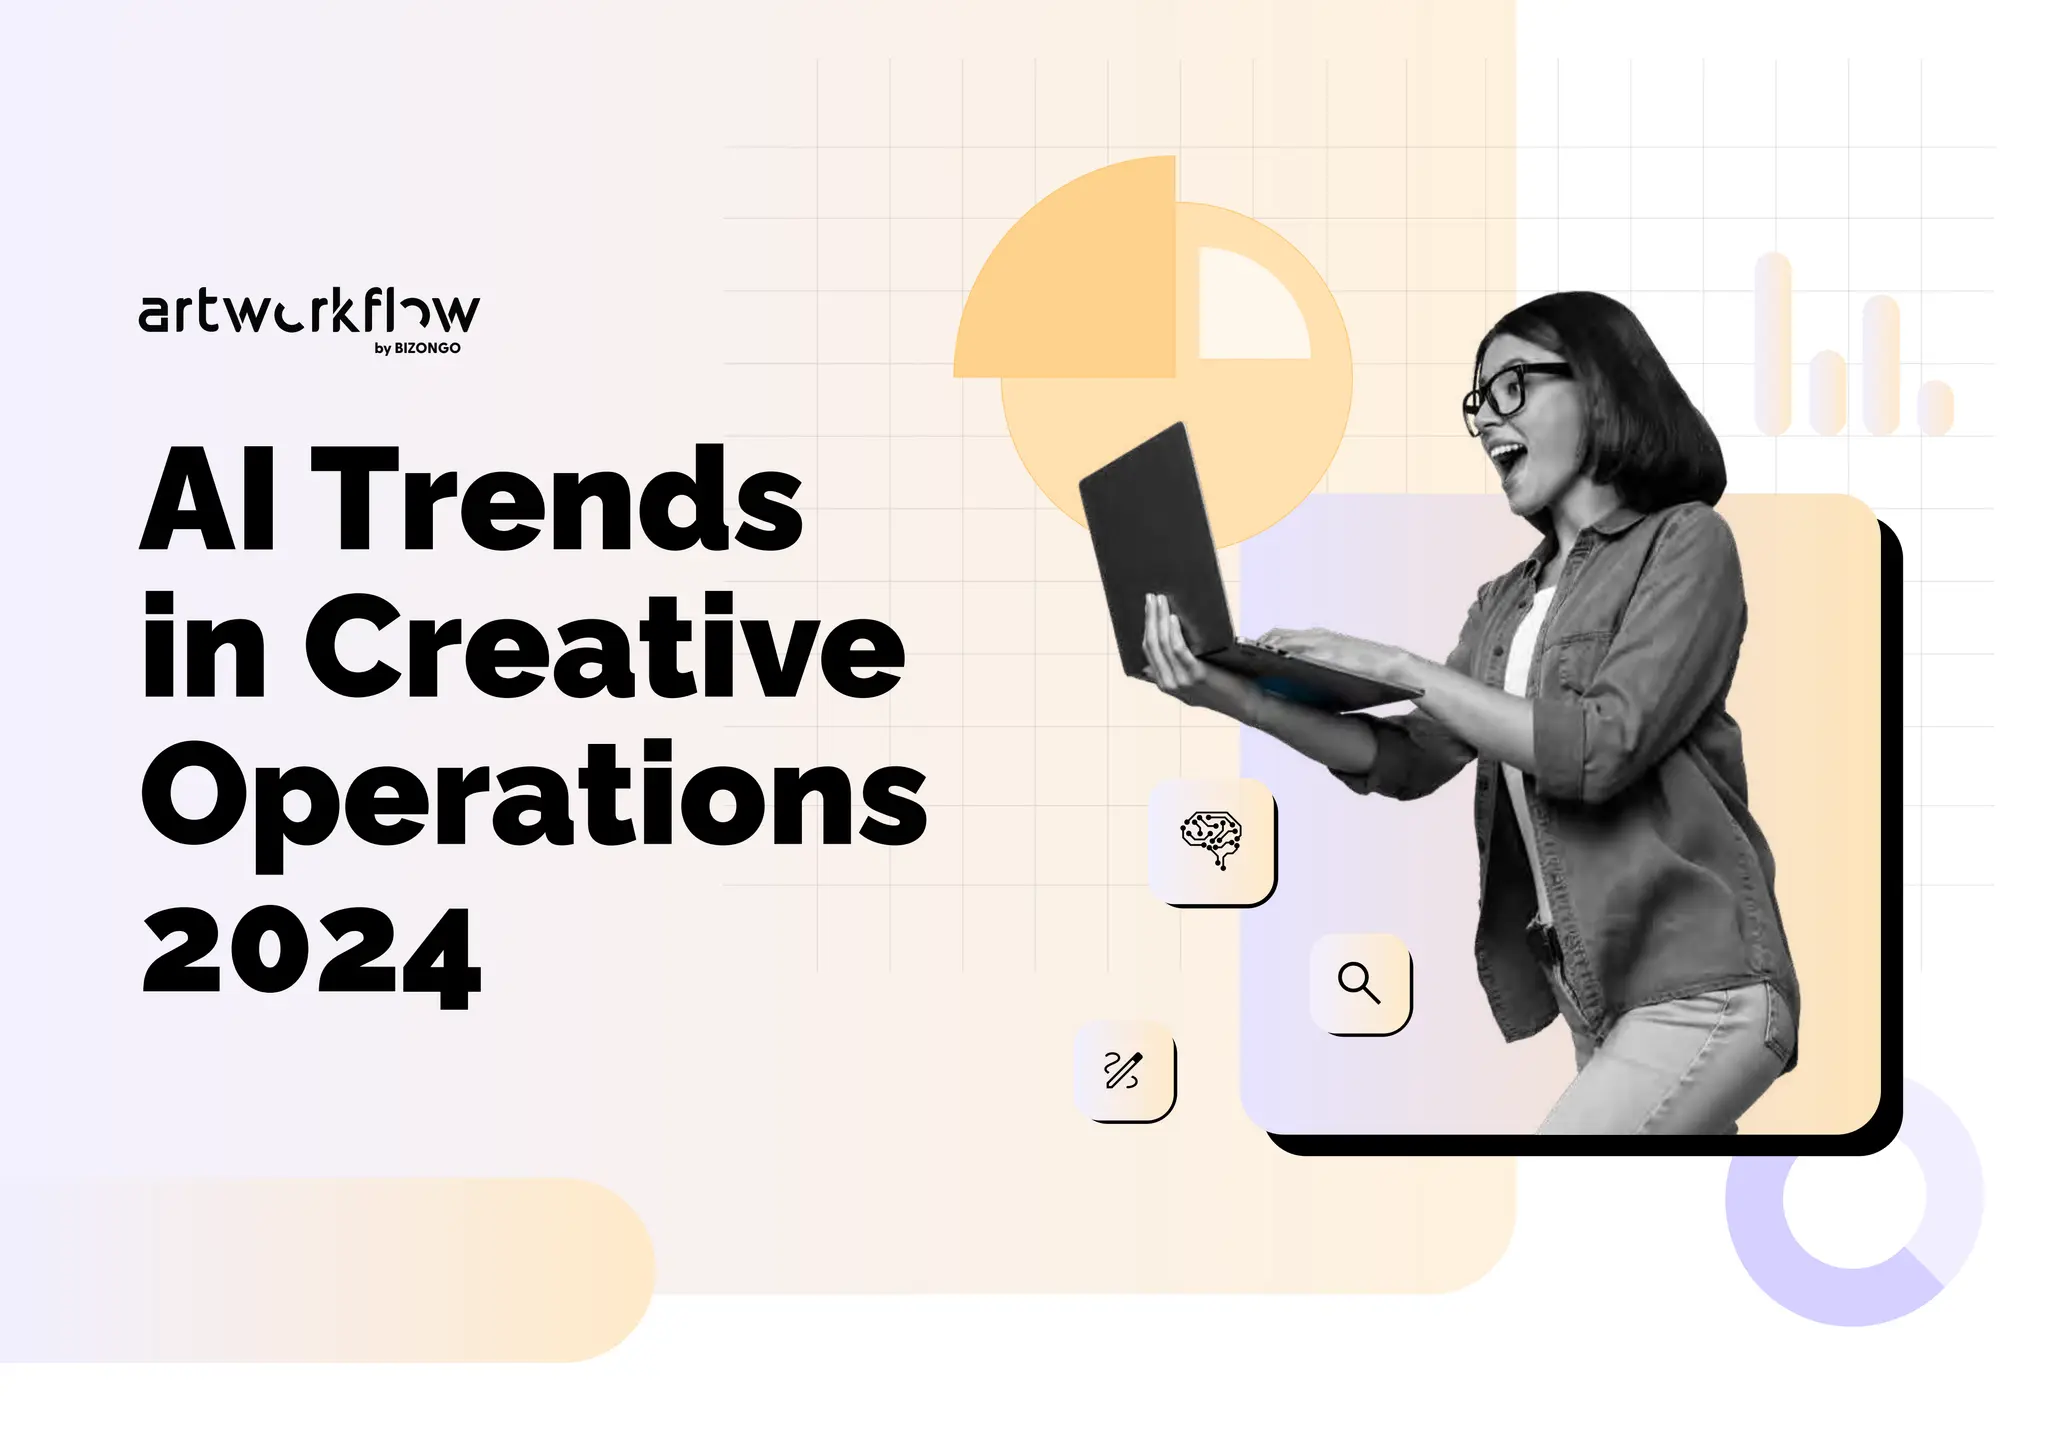 artworkflow
by BIZONGO
AI Trends
in Creative
Operations
2024